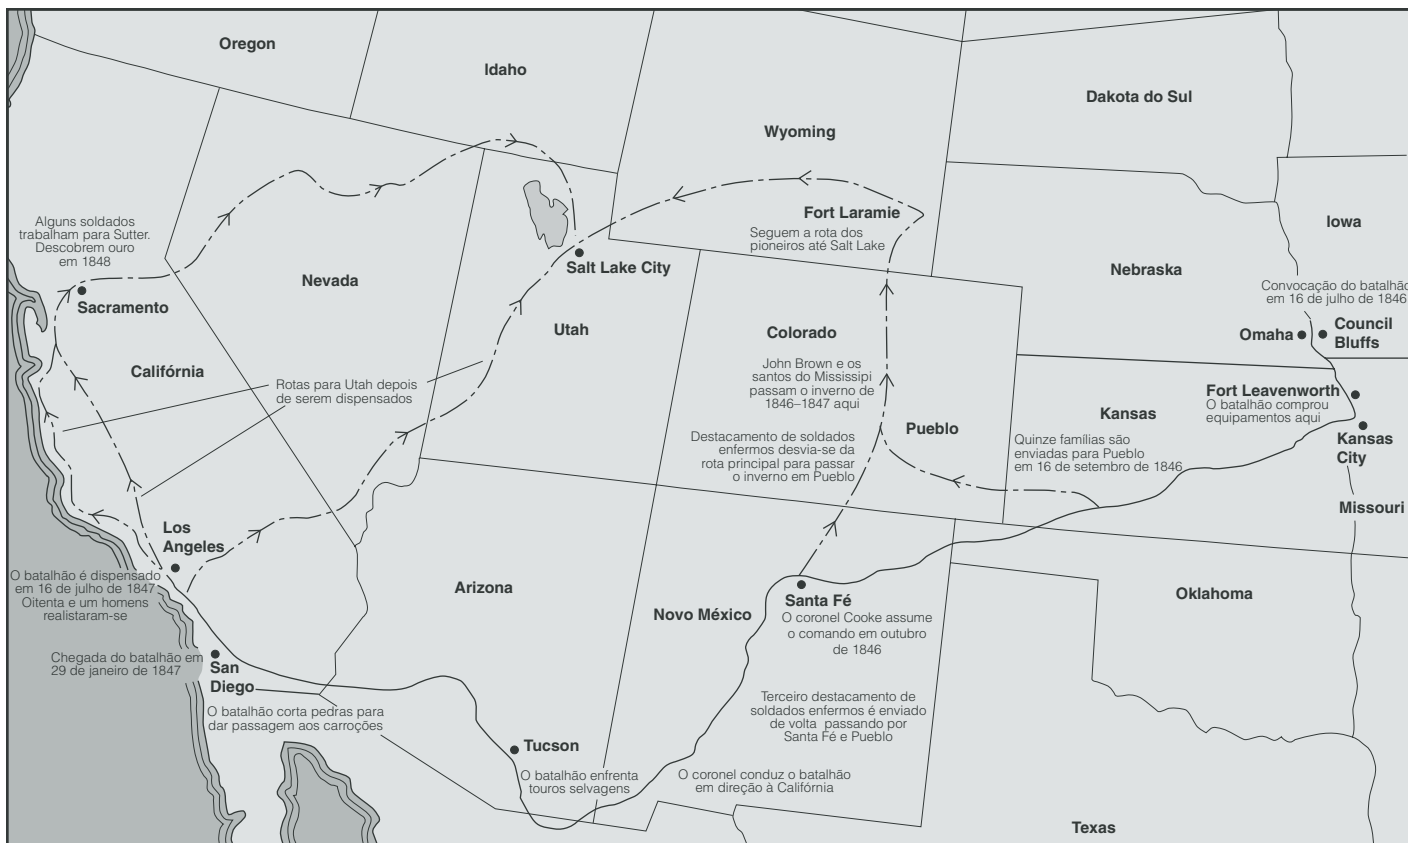 Oregon
Idaho
Wyoming
Dakota do Sul
Iowa
Nebraska
Convocação do batalhão
em 16 de julho de 1846
Omaha
Council
Bluffs
Fort Laramie
Seguem a rota dos
pioneiros até Salt Lake
Alguns soldados
trabalham para Sutter.
Descobrem ouro
em 1848
Sacramento
Nevada
Salt Lake City
Utah
Califórnia
Rotas para Utah depois
de serem dispensados
Colorado
John Brown e os
santos do Mississipi
passam o inverno de
1846–1847 aqui
Pueblo
Destacamento de soldados
enfermos desvia-se da
rota principal para passar
o inverno em Pueblo
Kansas
Quinze famílias são
enviadas para Pueblo
em 16 de setembro de 1846
Fort Leavenworth
O batalhão comprou
equipamentos aqui
Kansas
City
Missouri
Los
Angeles
O batalhão é dispensado
em 16 de julho de 1847
Oitenta e um homens
realistaram-se
Chegada do batalhão em
29 de janeiro de 1847
San
Diego
O batalhão corta pedras para
dar passagem aos carroções
Arizona
Tucson
O batalhão enfrenta
touros selvagens
Novo México
Santa Fé
O coronel Cooke assume
o comando em outubro
de 1846
Terceiro destacamento de
soldados enfermos é enviado
de volta passando por
Santa Fé e Pueblo
O coronel conduz o batalhão
em direção à Califórnia
Oklahoma
Texas